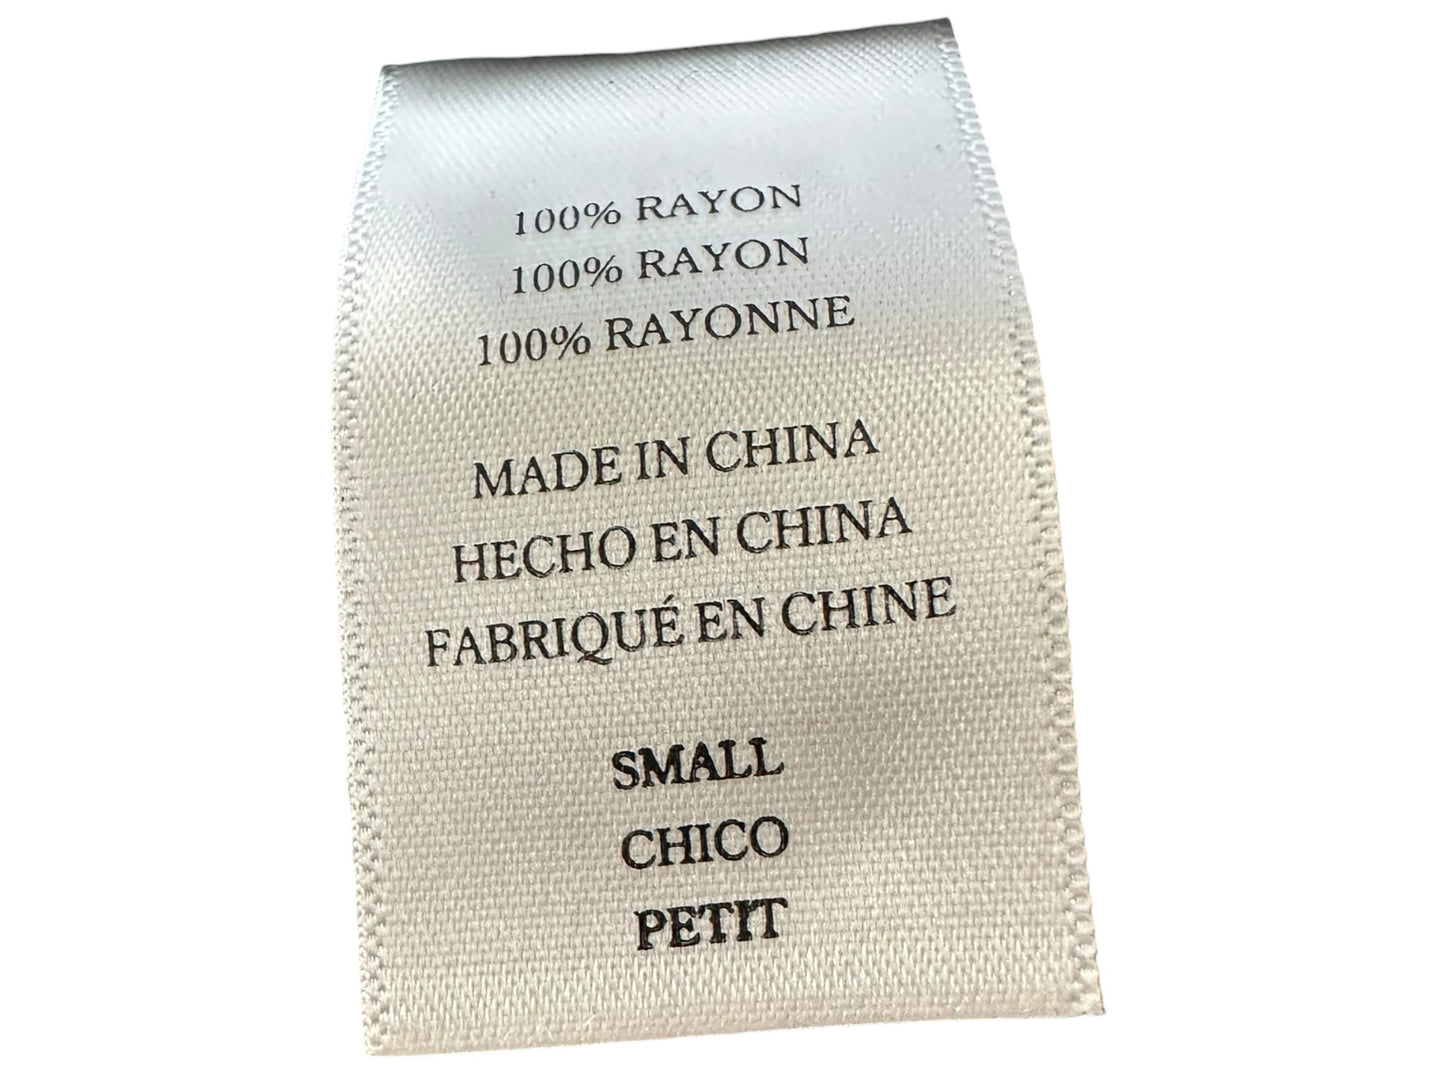 100% RAYON
100% RAYON
100% RAYONNE
MADE IN CHINA
HECHO EN CHINA
FABRIQUÉ EN CHINE
SMALL
CHICO
PETIT